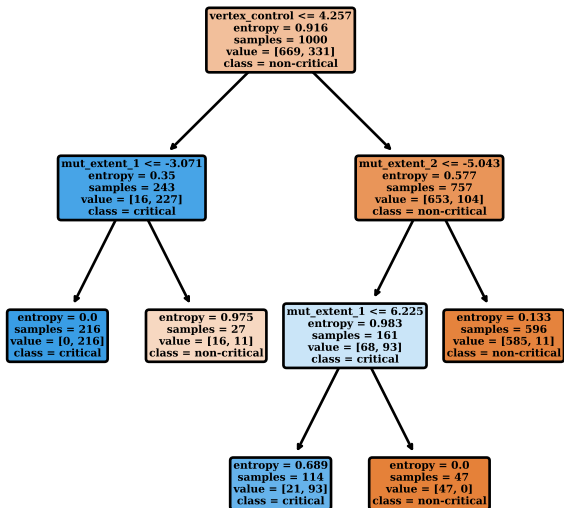 vertex_control <= 4.257
entropy = 0.916
samples = 1000
value = [669, 331]
class = non-critical
mut_extent_1 <= -3.071
entropy = 0.35
samples = 243
value = [16, 227]
class = critical
mut_extent_2 <= -5.043
entropy = 0.577
samples = 757
value = [653, 104]
class = non-critical
entropy = 0.0
samples = 216
value = [0, 216]
class = critical
entropy = 0.975
samples = 27
value = [16, 11]
class = non-critical
mut_extent_1 <= 6.225
entropy = 0.983
samples = 161
value = [68, 93]
class = critical
entropy = 0.133
samples = 596
value = [585, 11]
class = non-critical
entropy = 0.689
samples = 114
value = [21, 93]
class = critical
entropy = 0.0
samples = 47
value = [47, 0]
class = non-critical